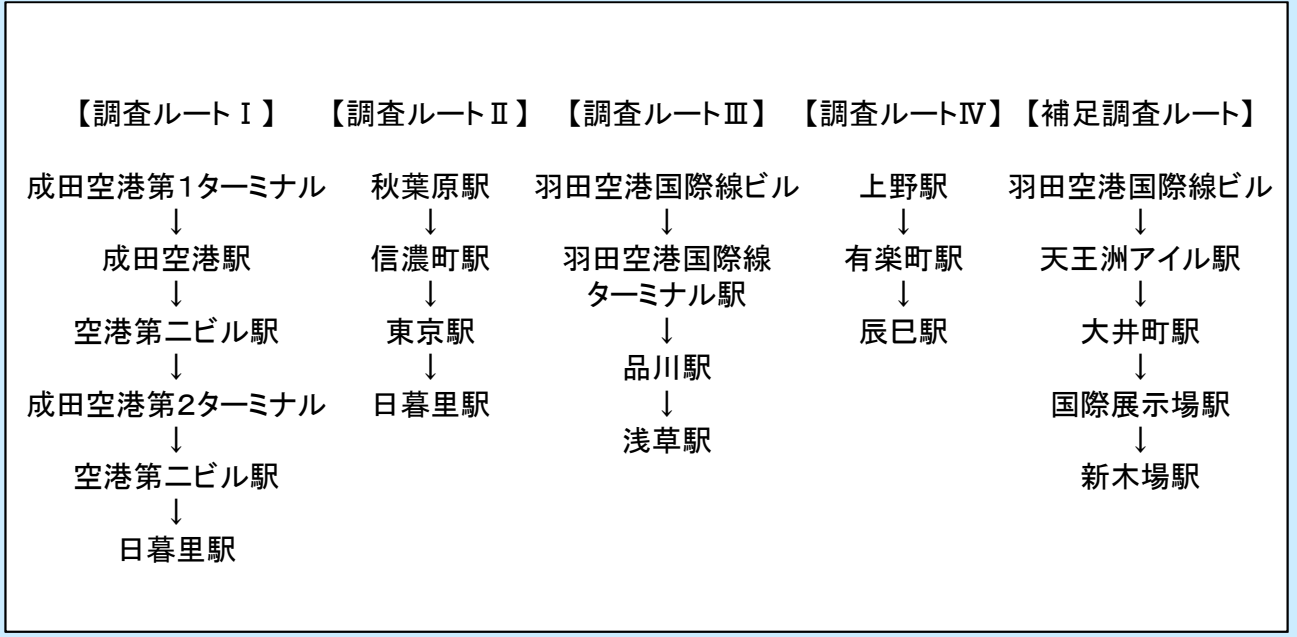 【調査ルートⅠ】
成田空港第1ターミナル
↓
成田空港駅
↓
空港第二ビル駅
↓
成田空港第2ターミナル
↓
空港第二ビル駅
↓
日暮里駅
【調査ルートⅡ】
秋葉原駅
↓
信濃町駅
↓
東京駅
↓
日暮里駅
【調査ルートⅢ】
羽田空港国際線ビル
↓
羽田空港国際線
ターミナル駅
↓
品川駅
↓
浅草駅
【調査ルートⅣ】
上野駅
↓
有楽町駅
↓
辰巳駅
【補足調査ルート】
羽田空港国際線ビル
↓
天王洲アイル駅
↓
大井町駅
↓
国際展示場駅
↓
新木場駅